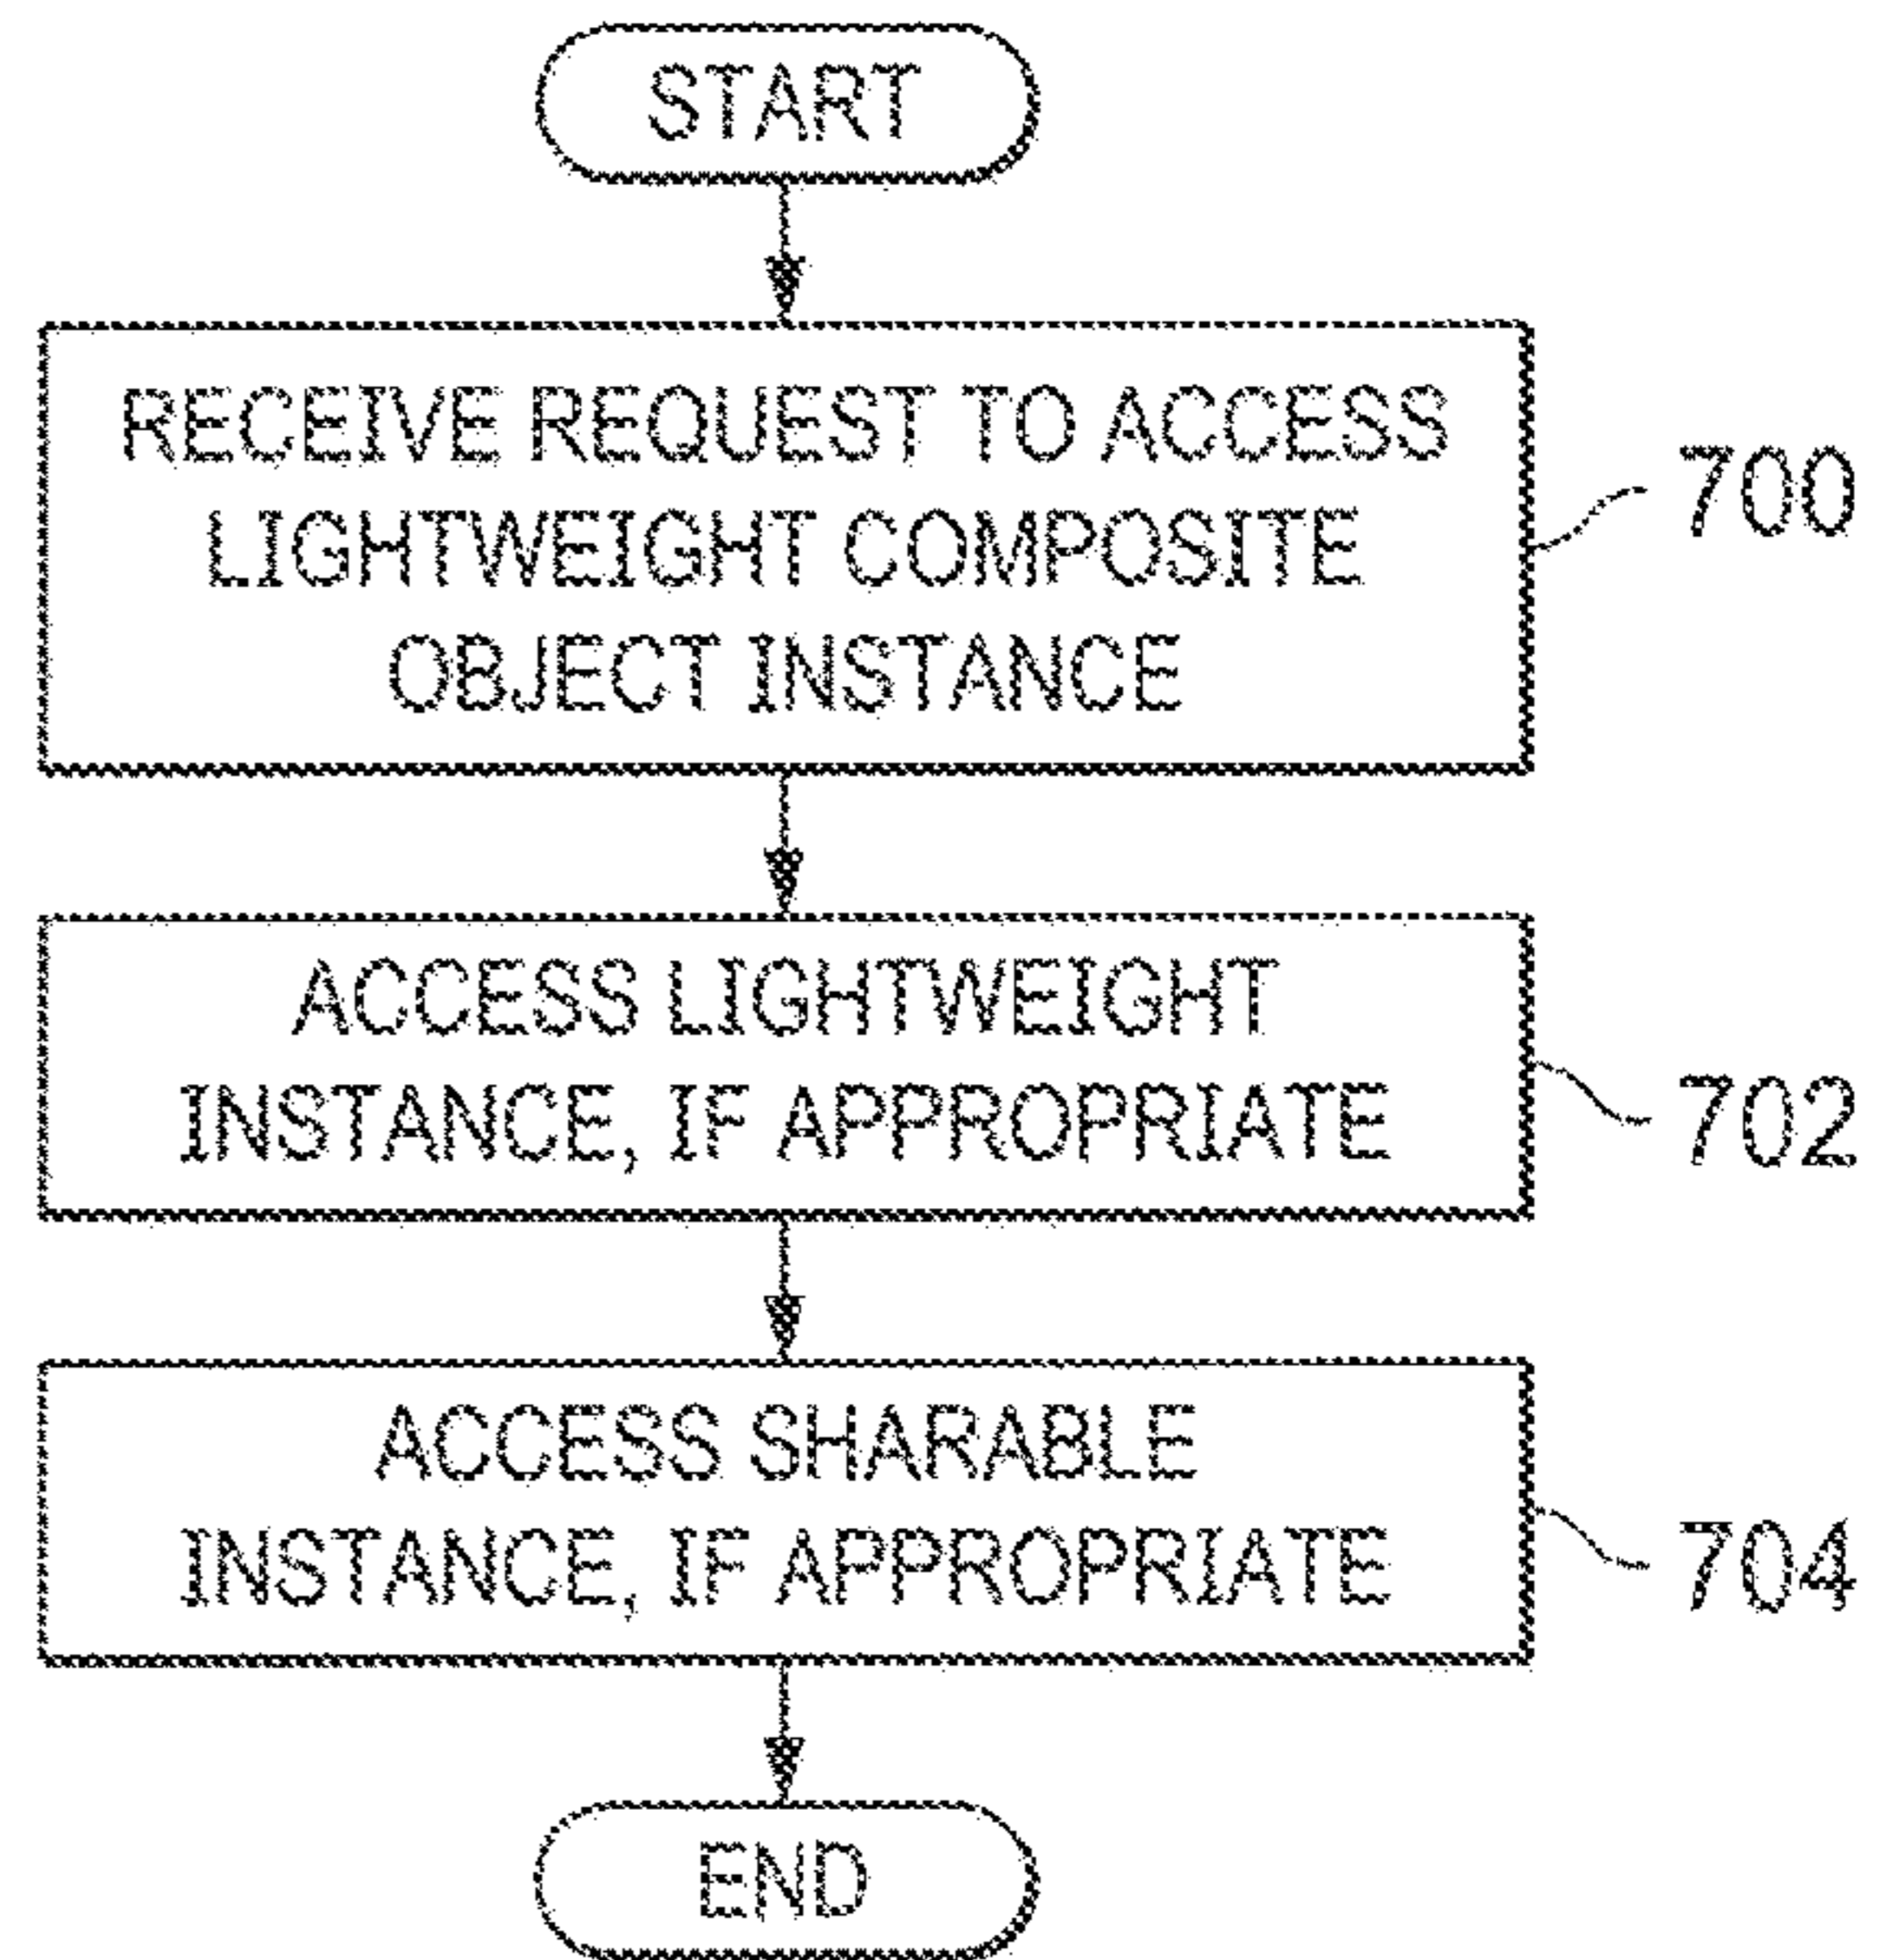 START
RECEIVE REQUEST TO ACCESS
LIGHTWEIGHT COMPOSITE
OBJECT INSTANCE
700
ACCESS LIGHTWEIGHT
INSTANCE, IF APPROPRIATE
702
ACCESS SHARABLE
INSTANCE, IF APPROPRIATE
704
END